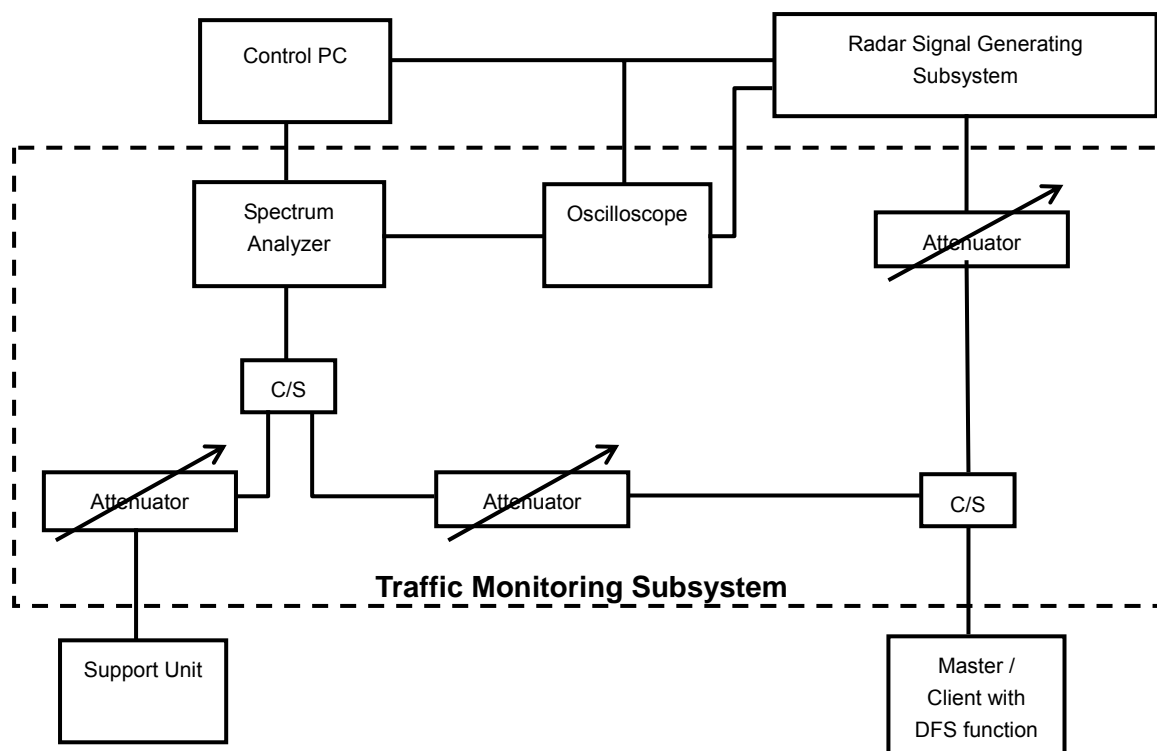 Control PC
Radar Signal Generating
Subsystem
Spectrum
Analyzer
Oscilloscope
Attenuator
C/S
Attenuator
Attenuator
C/S
Traffic Monitoring Subsystem
Support Unit
Master /
Client with
DFS function